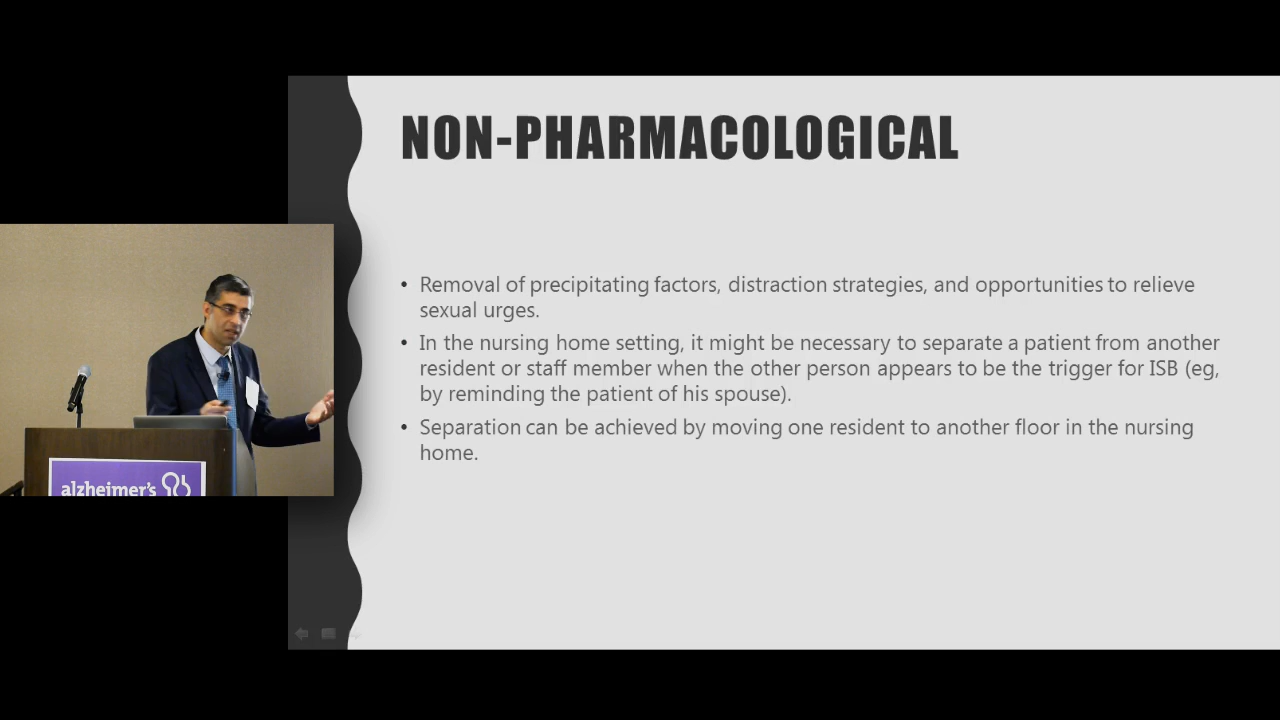 NON-PHARMACOLOGICAL
• Removal of precipitating factors, distraction strategies, and opportunities to relieve
sexual urges.
• In the nursing home setting, it might be necessary to separate a patient from another
resident or staff member when the other person appears to be the trigger for ISB (eg,
by reminding the patient of his spouse).
• Separation can be achieved by moving one resident to another floor in the nursing
home.
alzheimer's